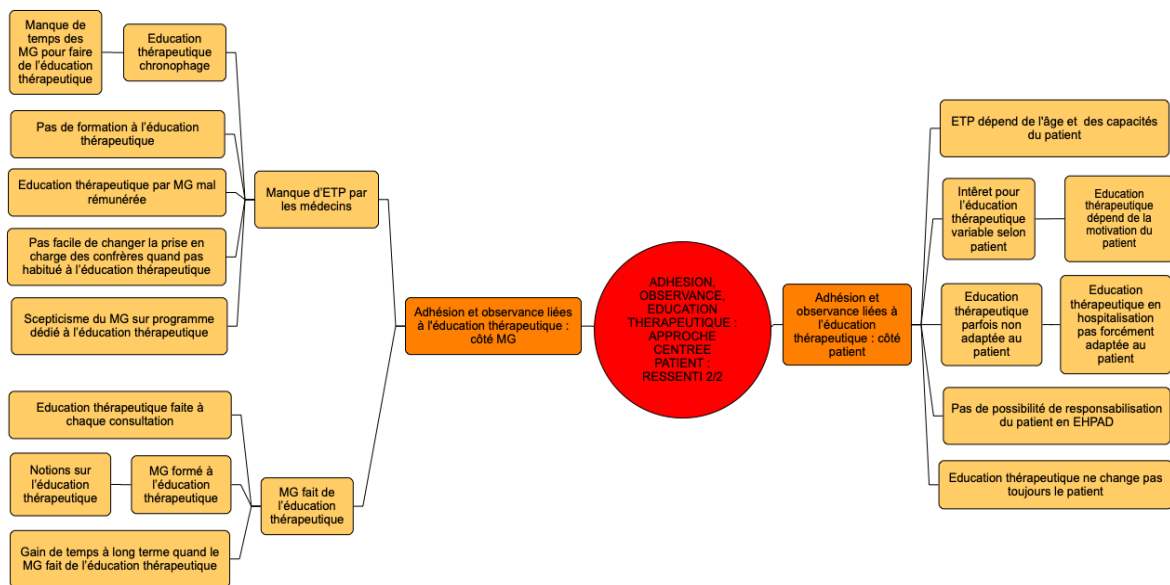 Manque de
temps des
MG pour faire
de l’éducation
thérapeutique
Education
thérapeutique
chronophage
Pas de formation à l’éducation
thérapeutique
Education thérapeutique par MG mal
rémunérée
Pas facile de changer la prise en
charge des confrères quand pas
habitué à l’éducation thérapeutique
Scepticisme du MG sur programme
dédié à l’éducation thérapeutique
Manque d’ETP par
les médecins
Education thérapeutique faite à
chaque consultation
Notions sur
l’éducation
thérapeutique
MG formé à
l’éducation
thérapeutique
Gain de temps à long terme quand le
MG fait de l’éducation thérapeutique
MG fait de
l’éducation
thérapeutique
Adhésion et observance liées
à l'éducation thérapeutique :
côté MG
ADHESION,
OBSERVANCE,
EDUCATION
THERAPEUTIQUE :
APPROCHE
CENTREE
PATIENT :
RESSENTI 2/2
Adhésion et
observance liées
à l’éducation
thérapeutique : côté
patient
ETP dépend de l'âge et des capacités
du patient
Intêret pour
l’éducation
thérapeutique
variable selon
patient
Education
thérapeutique
dépend de la
motivation du
patient
Education
thérapeutique
parfois non
adaptée au
patient
Education
thérapeutique en
hospitalisation
pas forcément
adaptée au
patient
Pas de possibilité de responsabilisation
du patient en EHPAD
Education thérapeutique ne change pas
toujours le patient